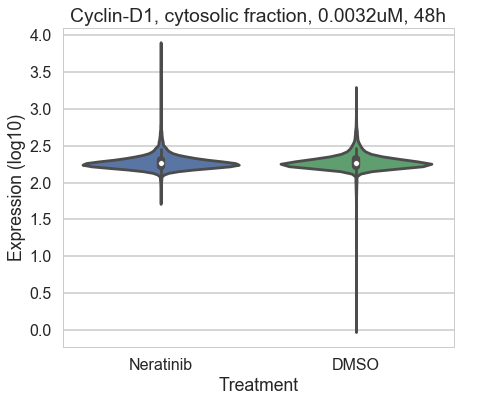 Cyclin-D1, cytosolic fraction, 0.0032uM, 48h
Expression (log10)
4.0
3.5
3.0
2.5
2.0
1.5
1.0
0.5
0.0
Neratinib DMSO
Treatment